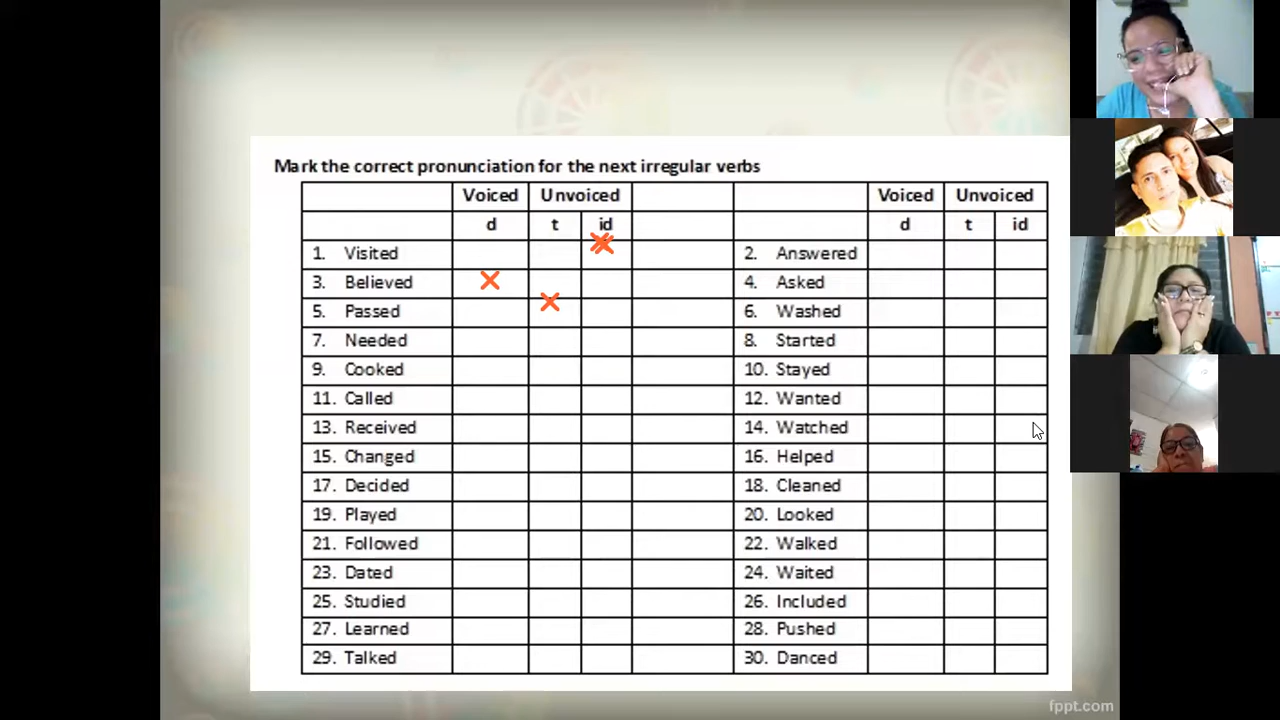 Mark the correct pronunciation for the next irregular verbs
Voiced Unvoiced Voiced Unvoiced
d t id d t id
1. Visited 2. Answered
3. Believed 4. Asked
5. Passed 6. Washed
7. Needed 8. Started
9. Cooked 10. Stayed
11. Called 12. Wanted
13. Received 14. Watched
15. Changed 16. Helped
17. Decided 18. Cleaned
19. Played 20. Looked
21. Followed 22. Walked
23. Dated 24. Waited
25. Studied 26. Included
27. Learned 28. Pushed
29. Talked 30. Danced
fppt.com